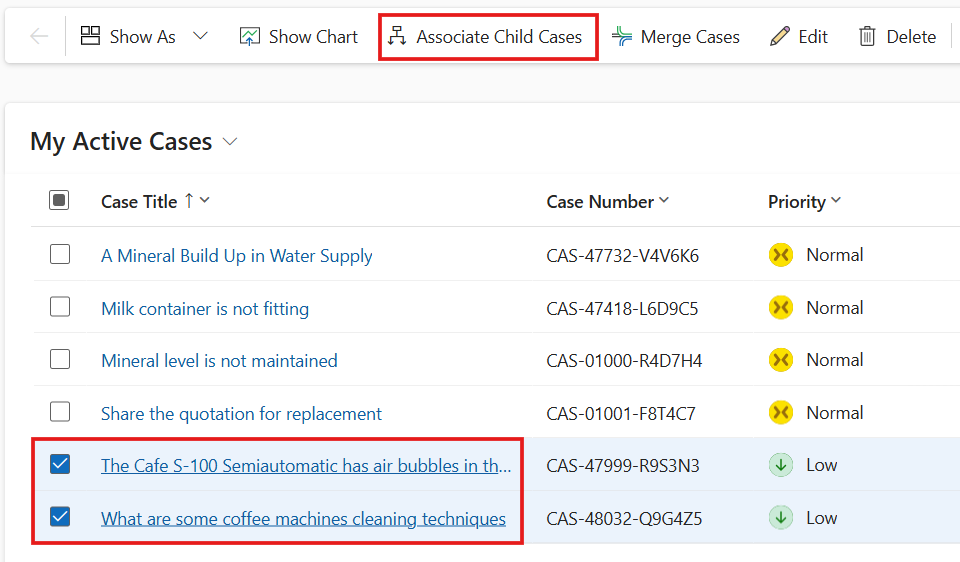 Show As Show Chart Associate Child Cases Merge Cases Edit Delete
My Active Cases
Case Title ↑ Case Number Priority
A Mineral Build Up in Water Supply CAS-47732-V4V6K6 Normal
Milk container is not fitting CAS-47418-L6D9C5 Normal
Mineral level is not maintained CAS-01000-R4D7H4 Normal
Share the quotation for replacement CAS-01001-F8T4C7 Normal
The Cafe S-100 Semiautomatic has air bubbles in th... CAS-47999-R9S3N3 Low
What are some coffee machines cleaning techniques CAS-48032-Q9G4Z5 Low